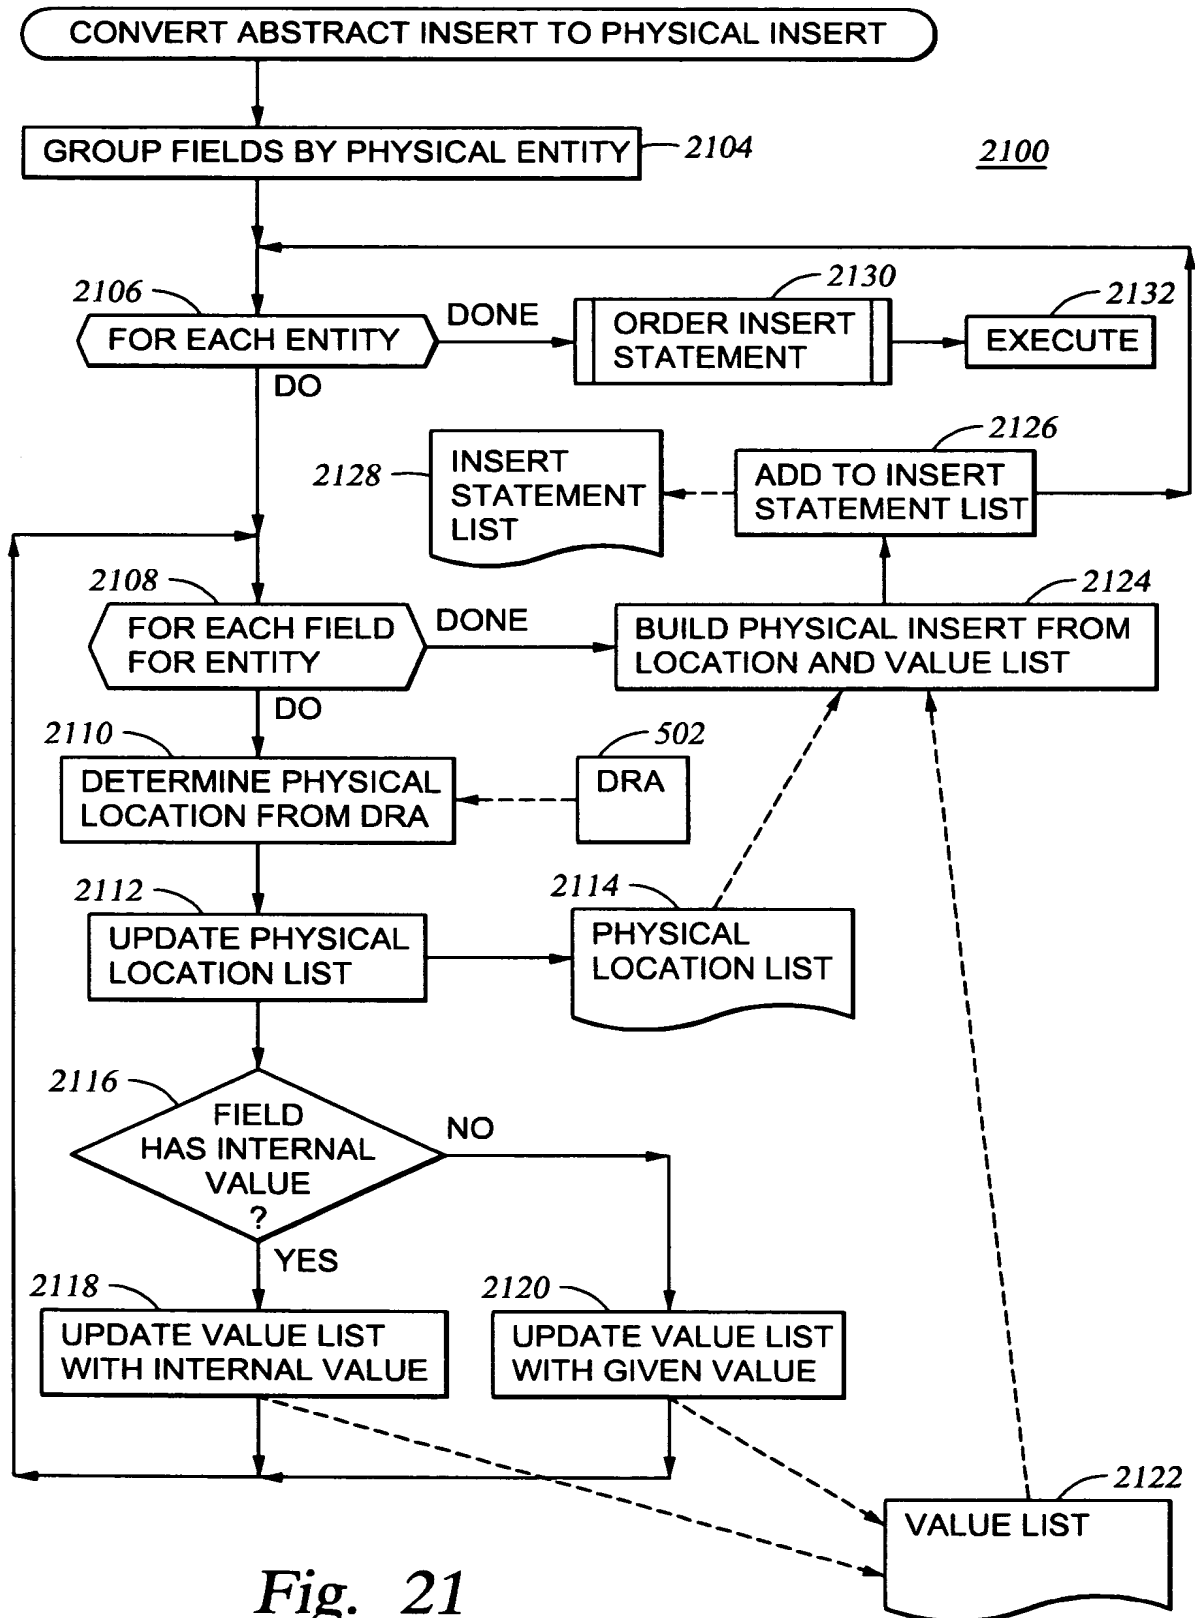 CONVERT ABSTRACT INSERT TO PHYSICAL INSERT
GROUP FIELDS BY PHYSICAL ENTITY
2104
2100
2106
FOR EACH ENTITY
DONE
DO
2130
ORDER INSERT
STATEMENT
2132
EXECUTE
2128
INSERT
STATEMENT
LIST
2126
ADD TO INSERT
STATEMENT LIST
2108
FOR EACH FIELD
FOR ENTITY
DONE
DO
2124
BUILD PHYSICAL INSERT FROM
LOCATION AND VALUE LIST
2110
DETERMINE PHYSICAL
LOCATION FROM DRA
502
DRA
2112
UPDATE PHYSICAL
LOCATION LIST
2114
PHYSICAL
LOCATION LIST
2116
FIELD
HAS INTERNAL
VALUE
?
NO
YES
2118
UPDATE VALUE LIST
WITH INTERNAL VALUE
2120
UPDATE VALUE LIST
WITH GIVEN VALUE
2122
VALUE LIST
Fig. 21